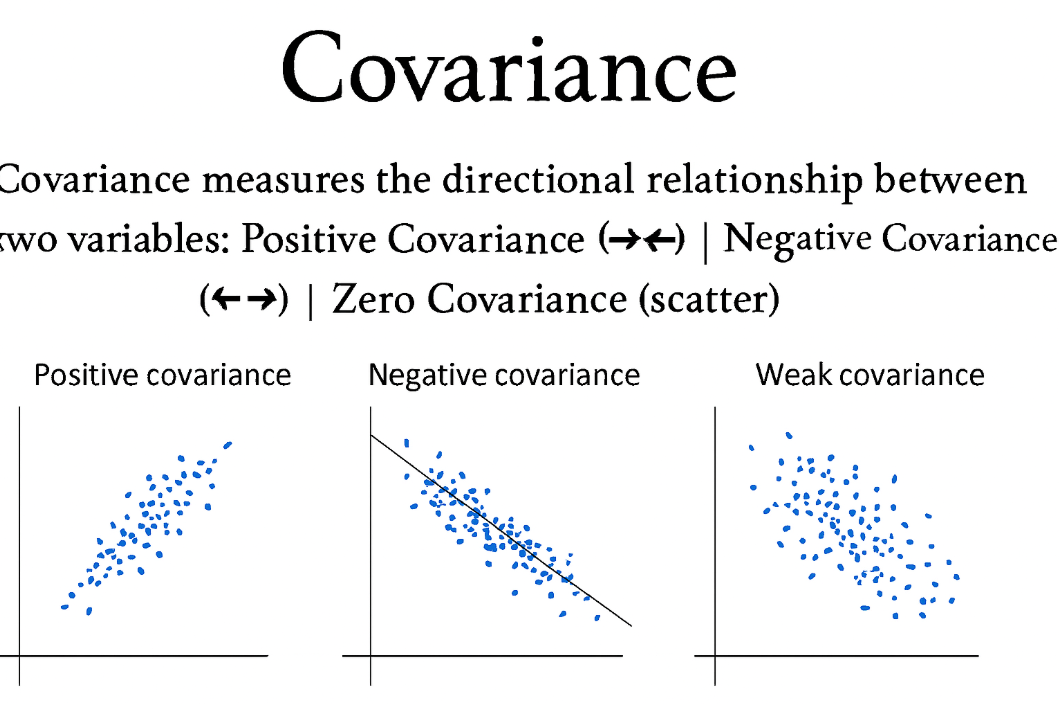 Covariance
Covariance measures the directional relationship between
two variables: Positive Covariance (→←) | Negative Covariance
(← →) | Zero Covariance (scatter)
Positive covariance
Negative covariance
Weak covariance